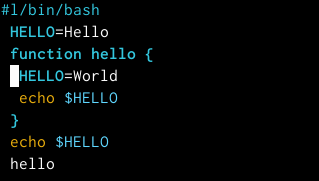 #l/bin/bash
HELLO=Hello
function hello {
HELLO=World
echo $HELLO
}
echo $HELLO
hello